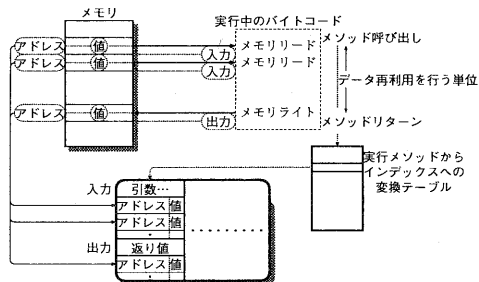 メモリ
実行中のバイトコード
アドレス 値 メモリリード メソッド呼び出し
入力
アドレス 値 メモリリード
入力
データ再利用を行う単位
アドレス 値 メモリライト
出力 メソッドリターン
実行メソッドから
インデックスへの
変換テーブル
入力 引数…
アドレス 値
アドレス 値
出力 返り値
アドレス 値